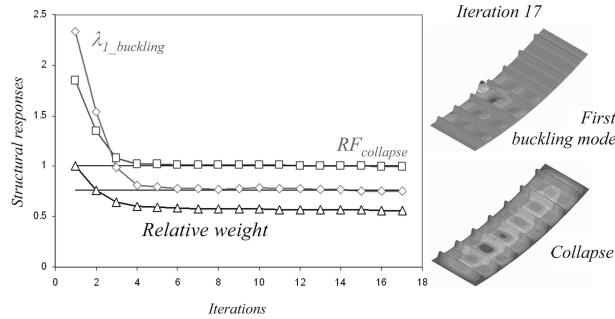 2.5
2
1.5
1
0.5
0
0 2 4 6 8 10 12 14 16 18
Structural responses
Iterations
λ1_buckling
RFcollapse
Relative weight
Iteration 17
First
buckling mode
Collapse